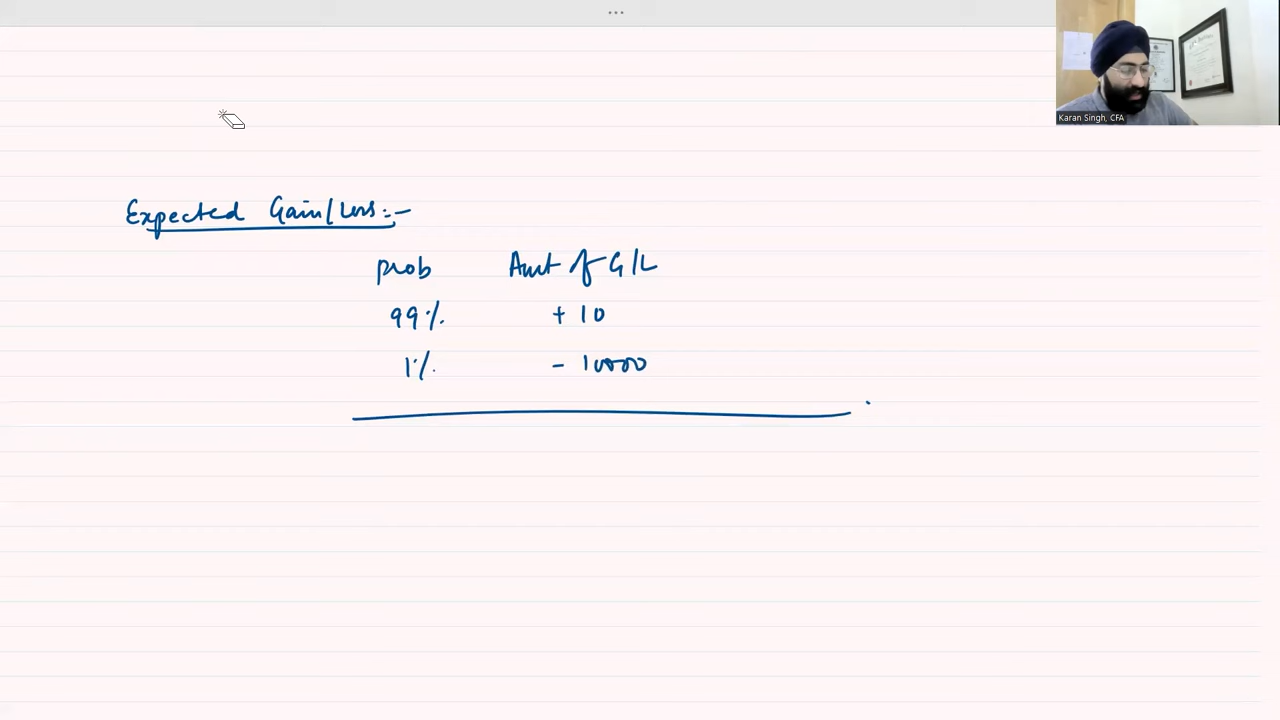 Karan Singh, CFA
Expected Gain/Loss:-
prob Amt of G/L
99% + 10
1% - 10000